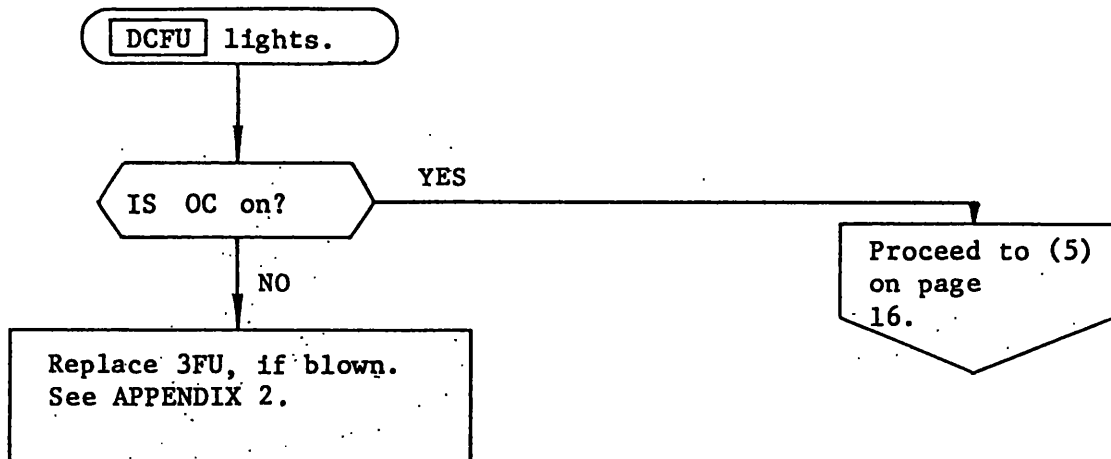 DCFU lights.
IS OC on?
YES
NO
Proceed to (5)
on page
16.
Replace 3FU, if blown.
See APPENDIX 2.